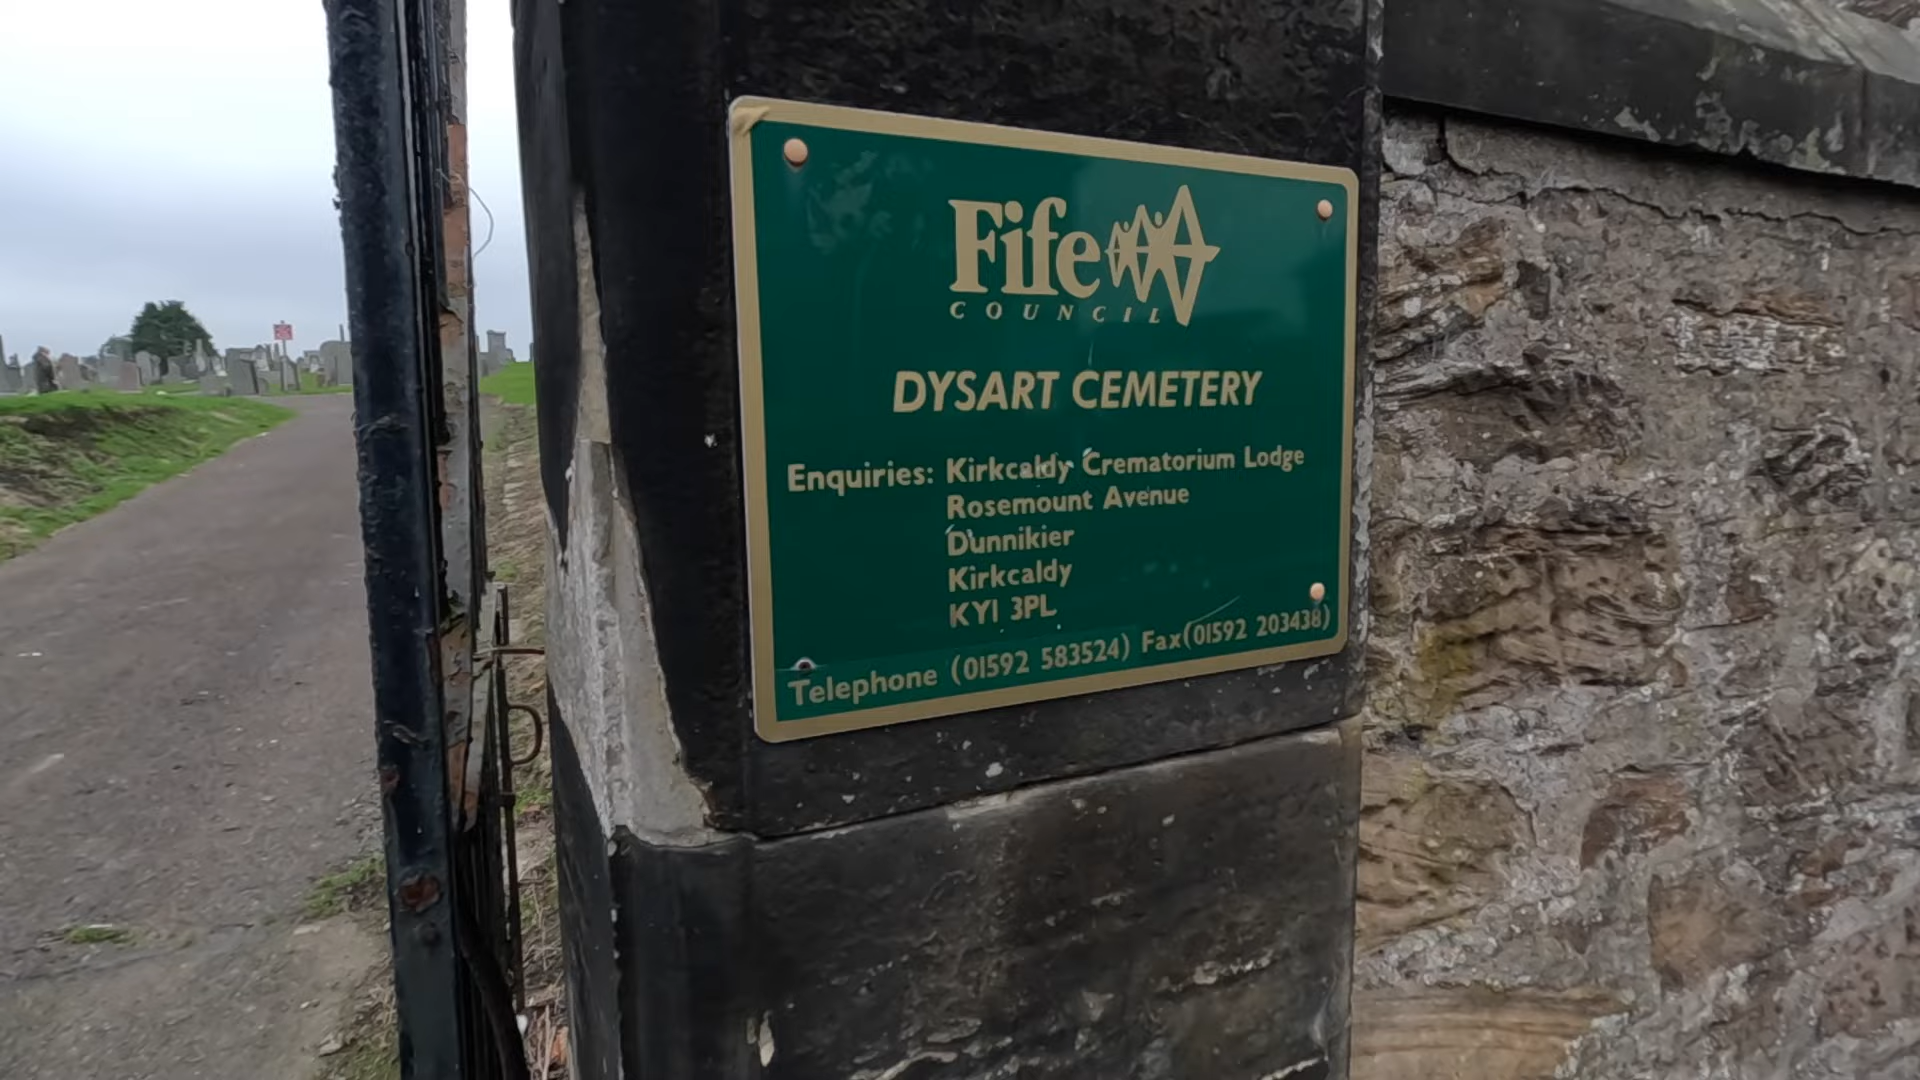 Fife
COUNCIL
DYSART CEMETERY
Enquiries: Kirkcaldy Crematorium Lodge
Rosemount Avenue
Dunnikier
Kirkcaldy
KY1 3PL
Telephone (01592 583524) Fax(01592 203438)